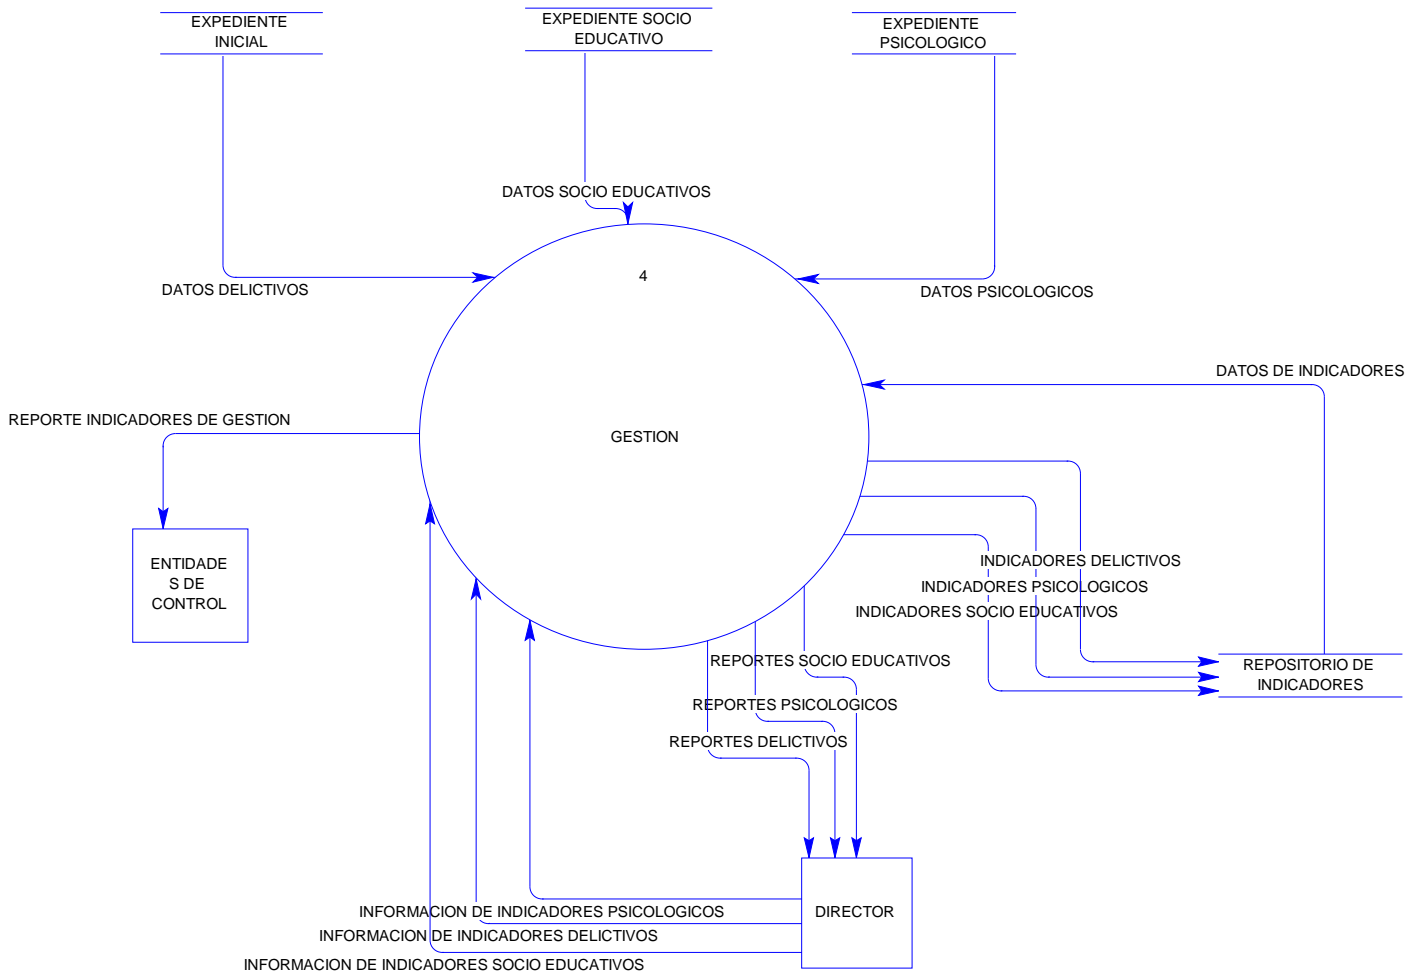 EXPEDIENTE
INICIAL
EXPEDIENTE SOCIO
EDUCATIVO
EXPEDIENTE
PSICOLOGICO
DATOS SOCIO EDUCATIVOS
4
DATOS DELICTIVOS
DATOS PSICOLOGICOS
DATOS DE INDICADORES
REPORTE INDICADORES DE GESTION
GESTION
ENTIDADE
S DE
CONTROL
INDICADORES DELICTIVOS
INDICADORES PSICOLOGICOS
INDICADORES SOCIO EDUCATIVOS
REPORTES SOCIO EDUCATIVOS
REPOSITORIO DE
INDICADORES
REPORTES PSICOLOGICOS
REPORTES DELICTIVOS
DIRECTOR
INFORMACION DE INDICADORES PSICOLOGICOS
INFORMACION DE INDICADORES DELICTIVOS
INFORMACION DE INDICADORES SOCIO EDUCATIVOS